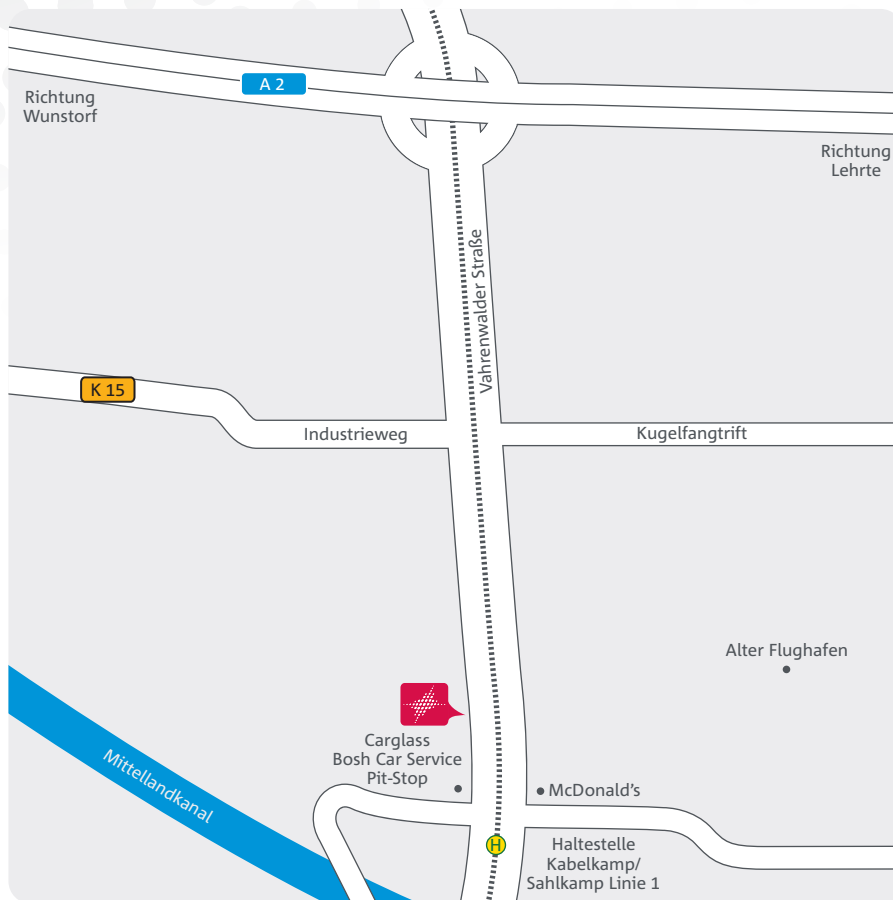 A 2
Richtung
Wunstorf
Richtung
Lehrte
Vahrenwalder Straße
K 15
Industrieweg
Kugelfangtrift
Alter Flughafen
Carglass
Bosh Car Service
Pit-Stop
McDonald's
Mittellandkanal
H
Haltestelle
Kabelkamp/
Sahlkamp Linie 1